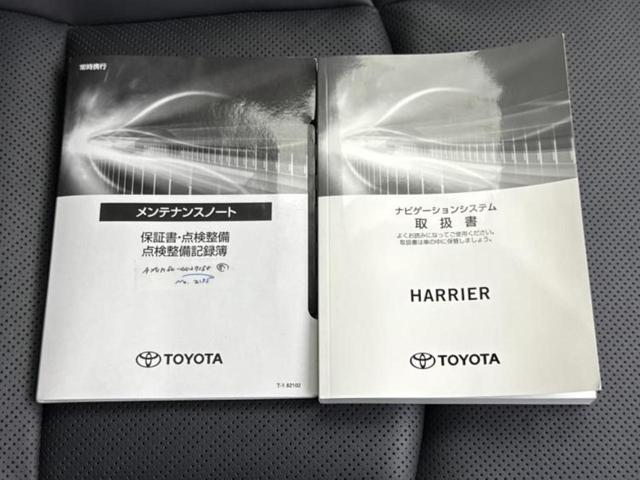 常時携行
メンテナンスノート
保証書・点検整備
点検整備記録簿
No. 2135
TOYOTA
T-1 82102
ナビゲーションシステム
取扱書
よくお読みになってご使用ください。
取扱書は車の中に保管しましょう。
HARRIER
TOYOTA